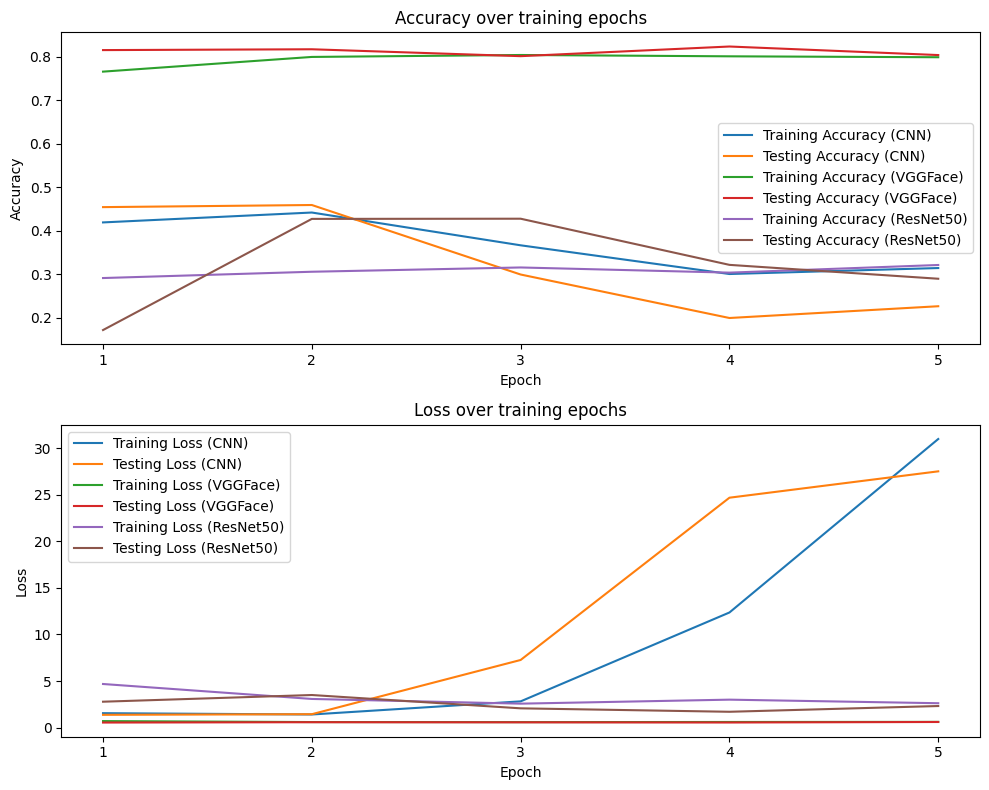 Accuracy over training epochs
0.8
0.7
0.6
0.5
0.4
0.3
0.2
Accuracy
Training Accuracy (CNN)
Testing Accuracy (CNN)
Training Accuracy (VGGFace)
Testing Accuracy (VGGFace)
Training Accuracy (ResNet50)
Testing Accuracy (ResNet50)
1 2 3 4 5
Epoch
Loss over training epochs
30
25
20
15
10
5
0
Loss
Training Loss (CNN)
Testing Loss (CNN)
Training Loss (VGGFace)
Testing Loss (VGGFace)
Training Loss (ResNet50)
Testing Loss (ResNet50)
1 2 3 4 5
Epoch